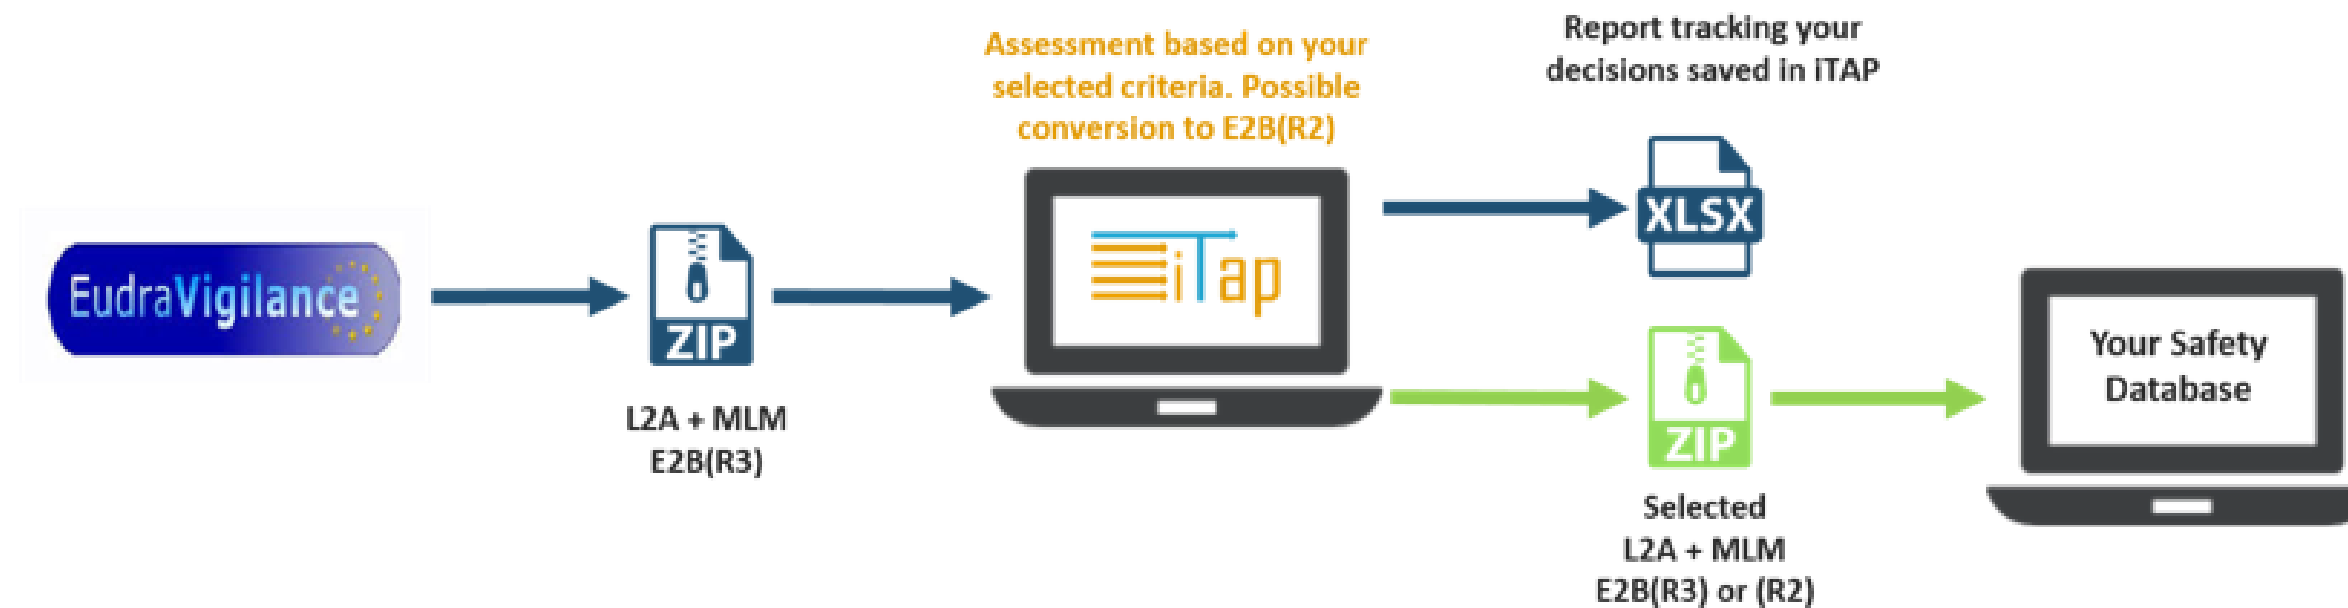 EudraVigilance
ZIP
L2A + MLM
E2B(R3)
Assessment based on your
selected criteria. Possible
conversion to E2B(R2)
iTap
Report tracking your
decisions saved in iTAP
XLSX
ZIP
Selected
L2A + MLM
E2B(R3) or (R2)
Your Safety
Database